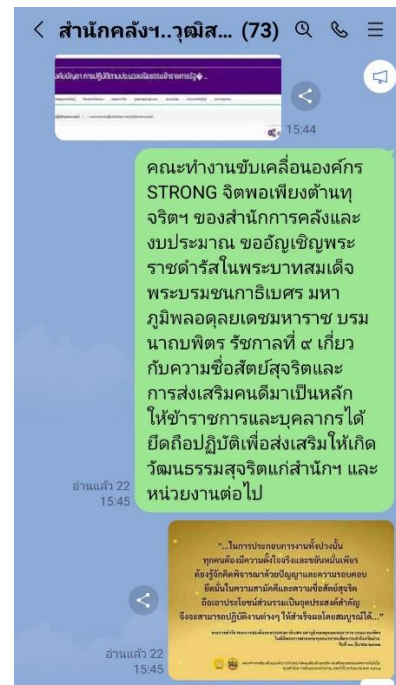 สำนักคลังฯ..วุฒิส... (73)
15:44
คณะทำงานขับเคลื่อนองค์กร
STRONG จิตพอเพียงต้านทุ
จริตฯ ของสำนักการคลังและ
งบประมาณ ขออัญเชิญพระ
ราชดำรัสในพระบาทสมเด็จ
พระบรมชนกาธิเบศร มหา
ภูมิพลอดุลยเดชมหาราช บรม
นาถบพิตร รัชกาลที่ ๙ เกี่ยว
กับความซื่อสัตย์สุจริตและ
การส่งเสริมคนดีมาเป็นหลัก
ให้ข้าราชการและบุคลากรได้
ยึดถือปฏิบัติเพื่อส่งเสริมให้เกิด
วัฒนธรรมสุจริตแก่สำนักฯ และ
หน่วยงานต่อไป
อ่านแล้ว 22
15:45
"...ในการประกอบการงานทั้งปวงนั้น
ทุกคนต้องมีความตั้งใจจริงและขยันหมั่นเพียร
ต้องรู้จักคิดพิจารณาด้วยปัญญาและความรอบคอบ
ยึดมั่นในความสามัคคีและความซื่อสัตย์สุจริต
ถือเอาประโยชน์ส่วนรวมเป็นจุดประสงค์สำคัญ
จึงจะสามารถปฏิบัติงานต่างๆ ให้สำเร็จผลโดยสมบูรณ์ได้..."
อ่านแล้ว 22
15:45